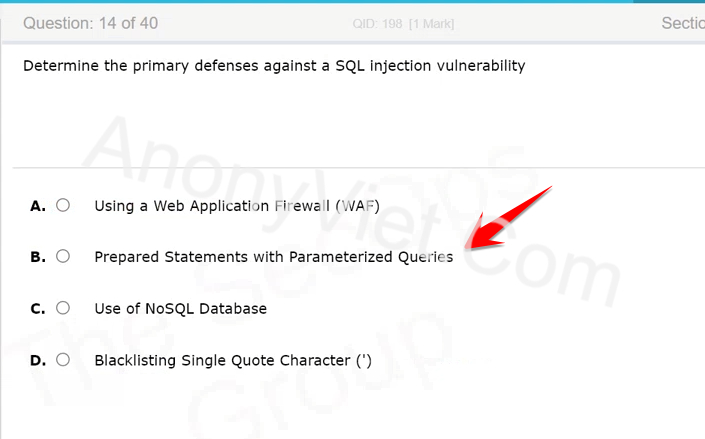 Question: 14 of 40
QID: 198 [1 Mark]
Determine the primary defenses against a SQL injection vulnerability
A. Using a Web Application Firewall (WAF)
B. Prepared Statements with Parameterized Queries
C. Use of NoSQL Database
D. Blacklisting Single Quote Character (')
AnonyViet.Com
The SecOps
Group